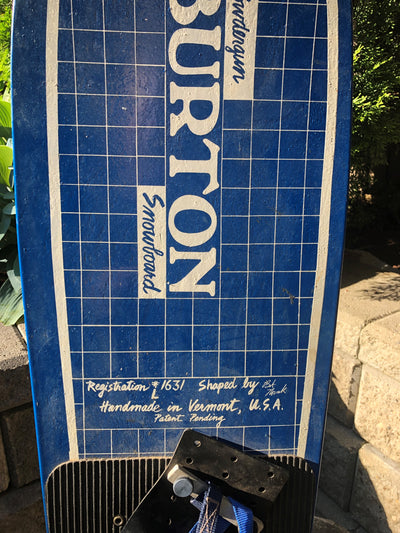 BURTON
Snowboard
Registration # 1631 Shaped by
L
Handmade in Vermont, U.S.A.
Patent Pending